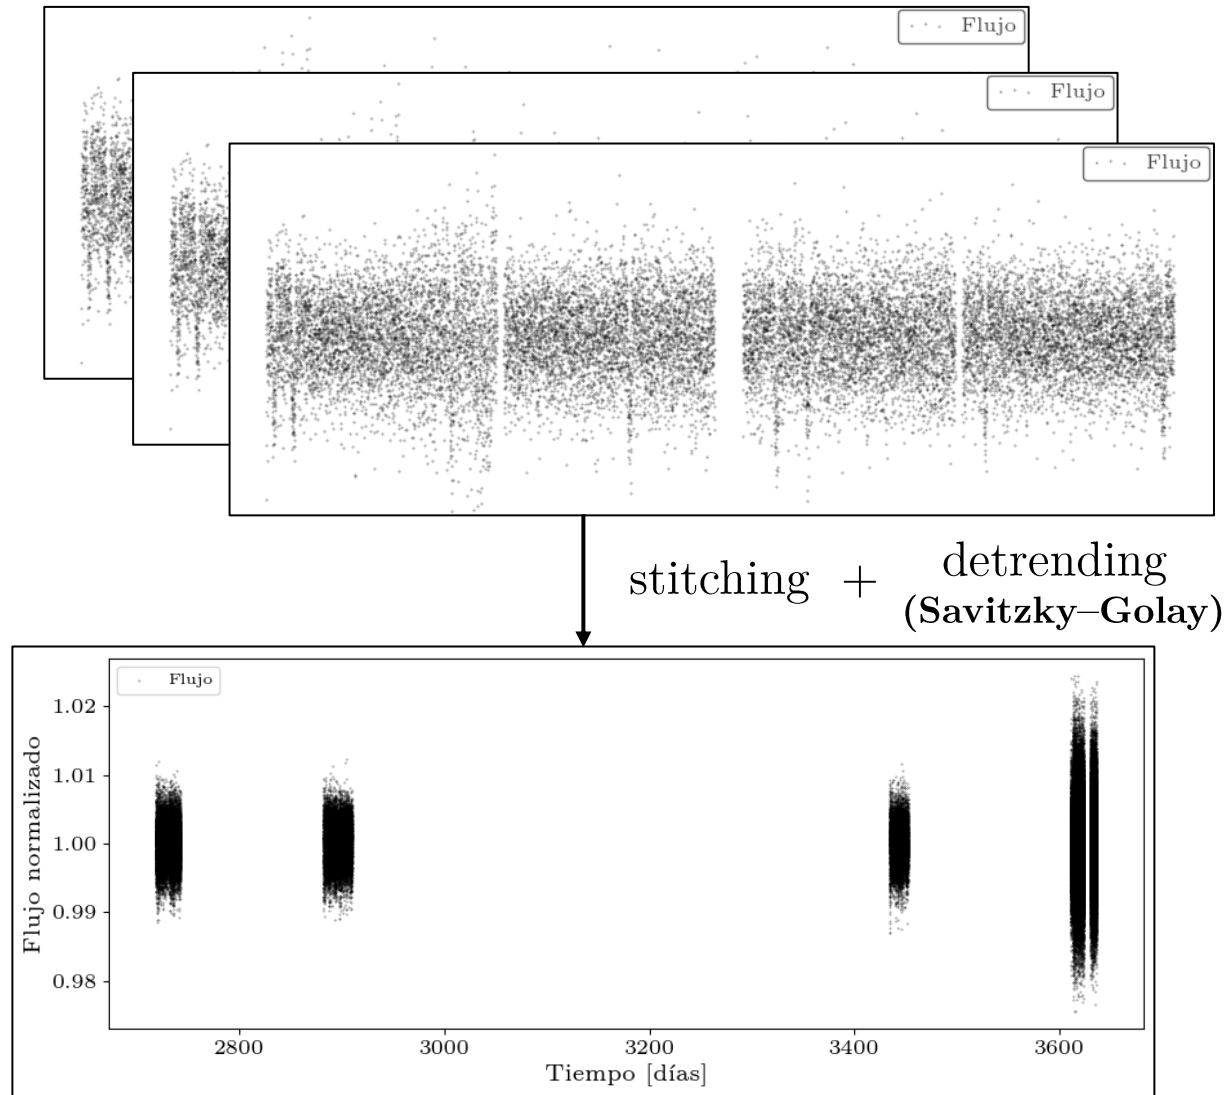 Flujo
Flujo
Flujo
stitching + detrending
(Savitzky–Golay)
Flujo
Flujo normalizado
1.02
1.01
1.00
0.99
0.98
2800 3000 3200 3400 3600
Tiempo [días]